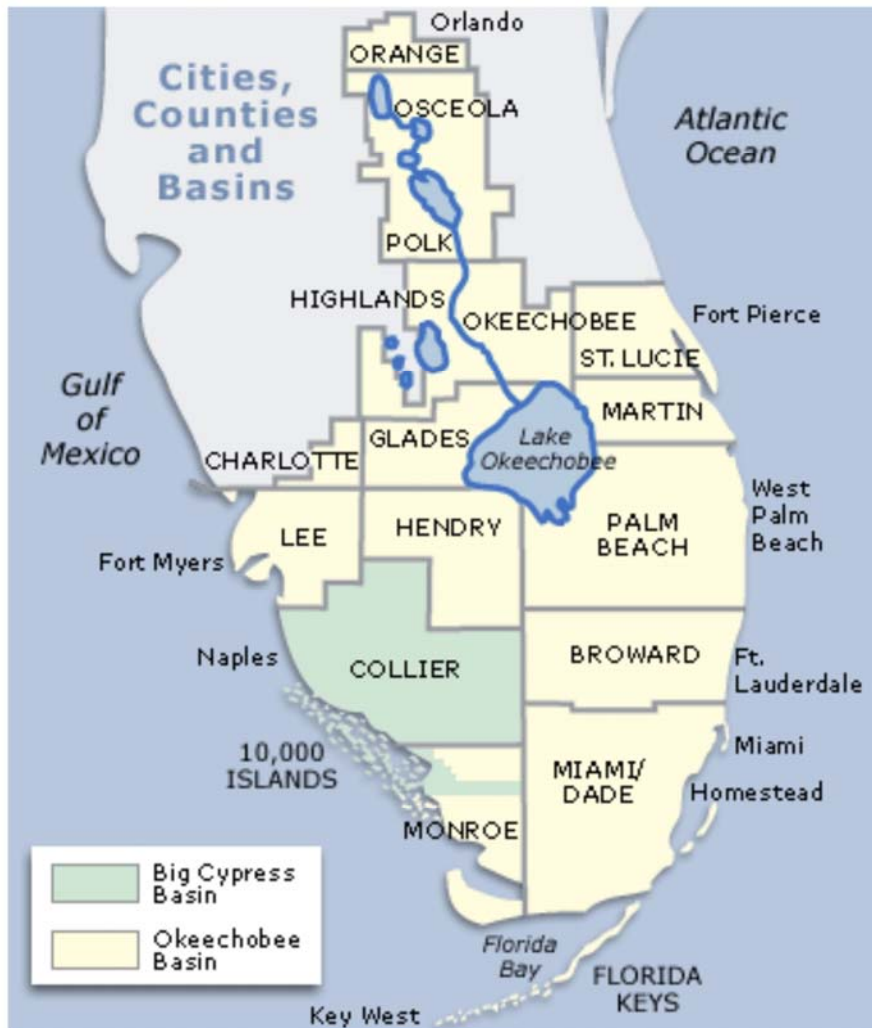 Orlando
ORANGE
Cities,
Counties
and
Basins
OSCEOLA
Atlantic
Ocean
POLK
HIGHLANDS
OKEECHOBEE
Fort Pierce
ST. LUCIE
Gulf
of
Mexico
MARTIN
GLADES
Lake
Okeechobee
CHARLOTTE
West
Palm
Beach
PALM
BEACH
HENDRY
LEE
Fort Myers
Naples
COLLIER
BROWARD
Ft.
Lauderdale
10,000
ISLANDS
Miami
MIAMI/
DADE
Homestead
MONROE
Big Cypress
Basin
Okeechobee
Basin
Florida
Bay
FLORIDA
KEYS
Key West